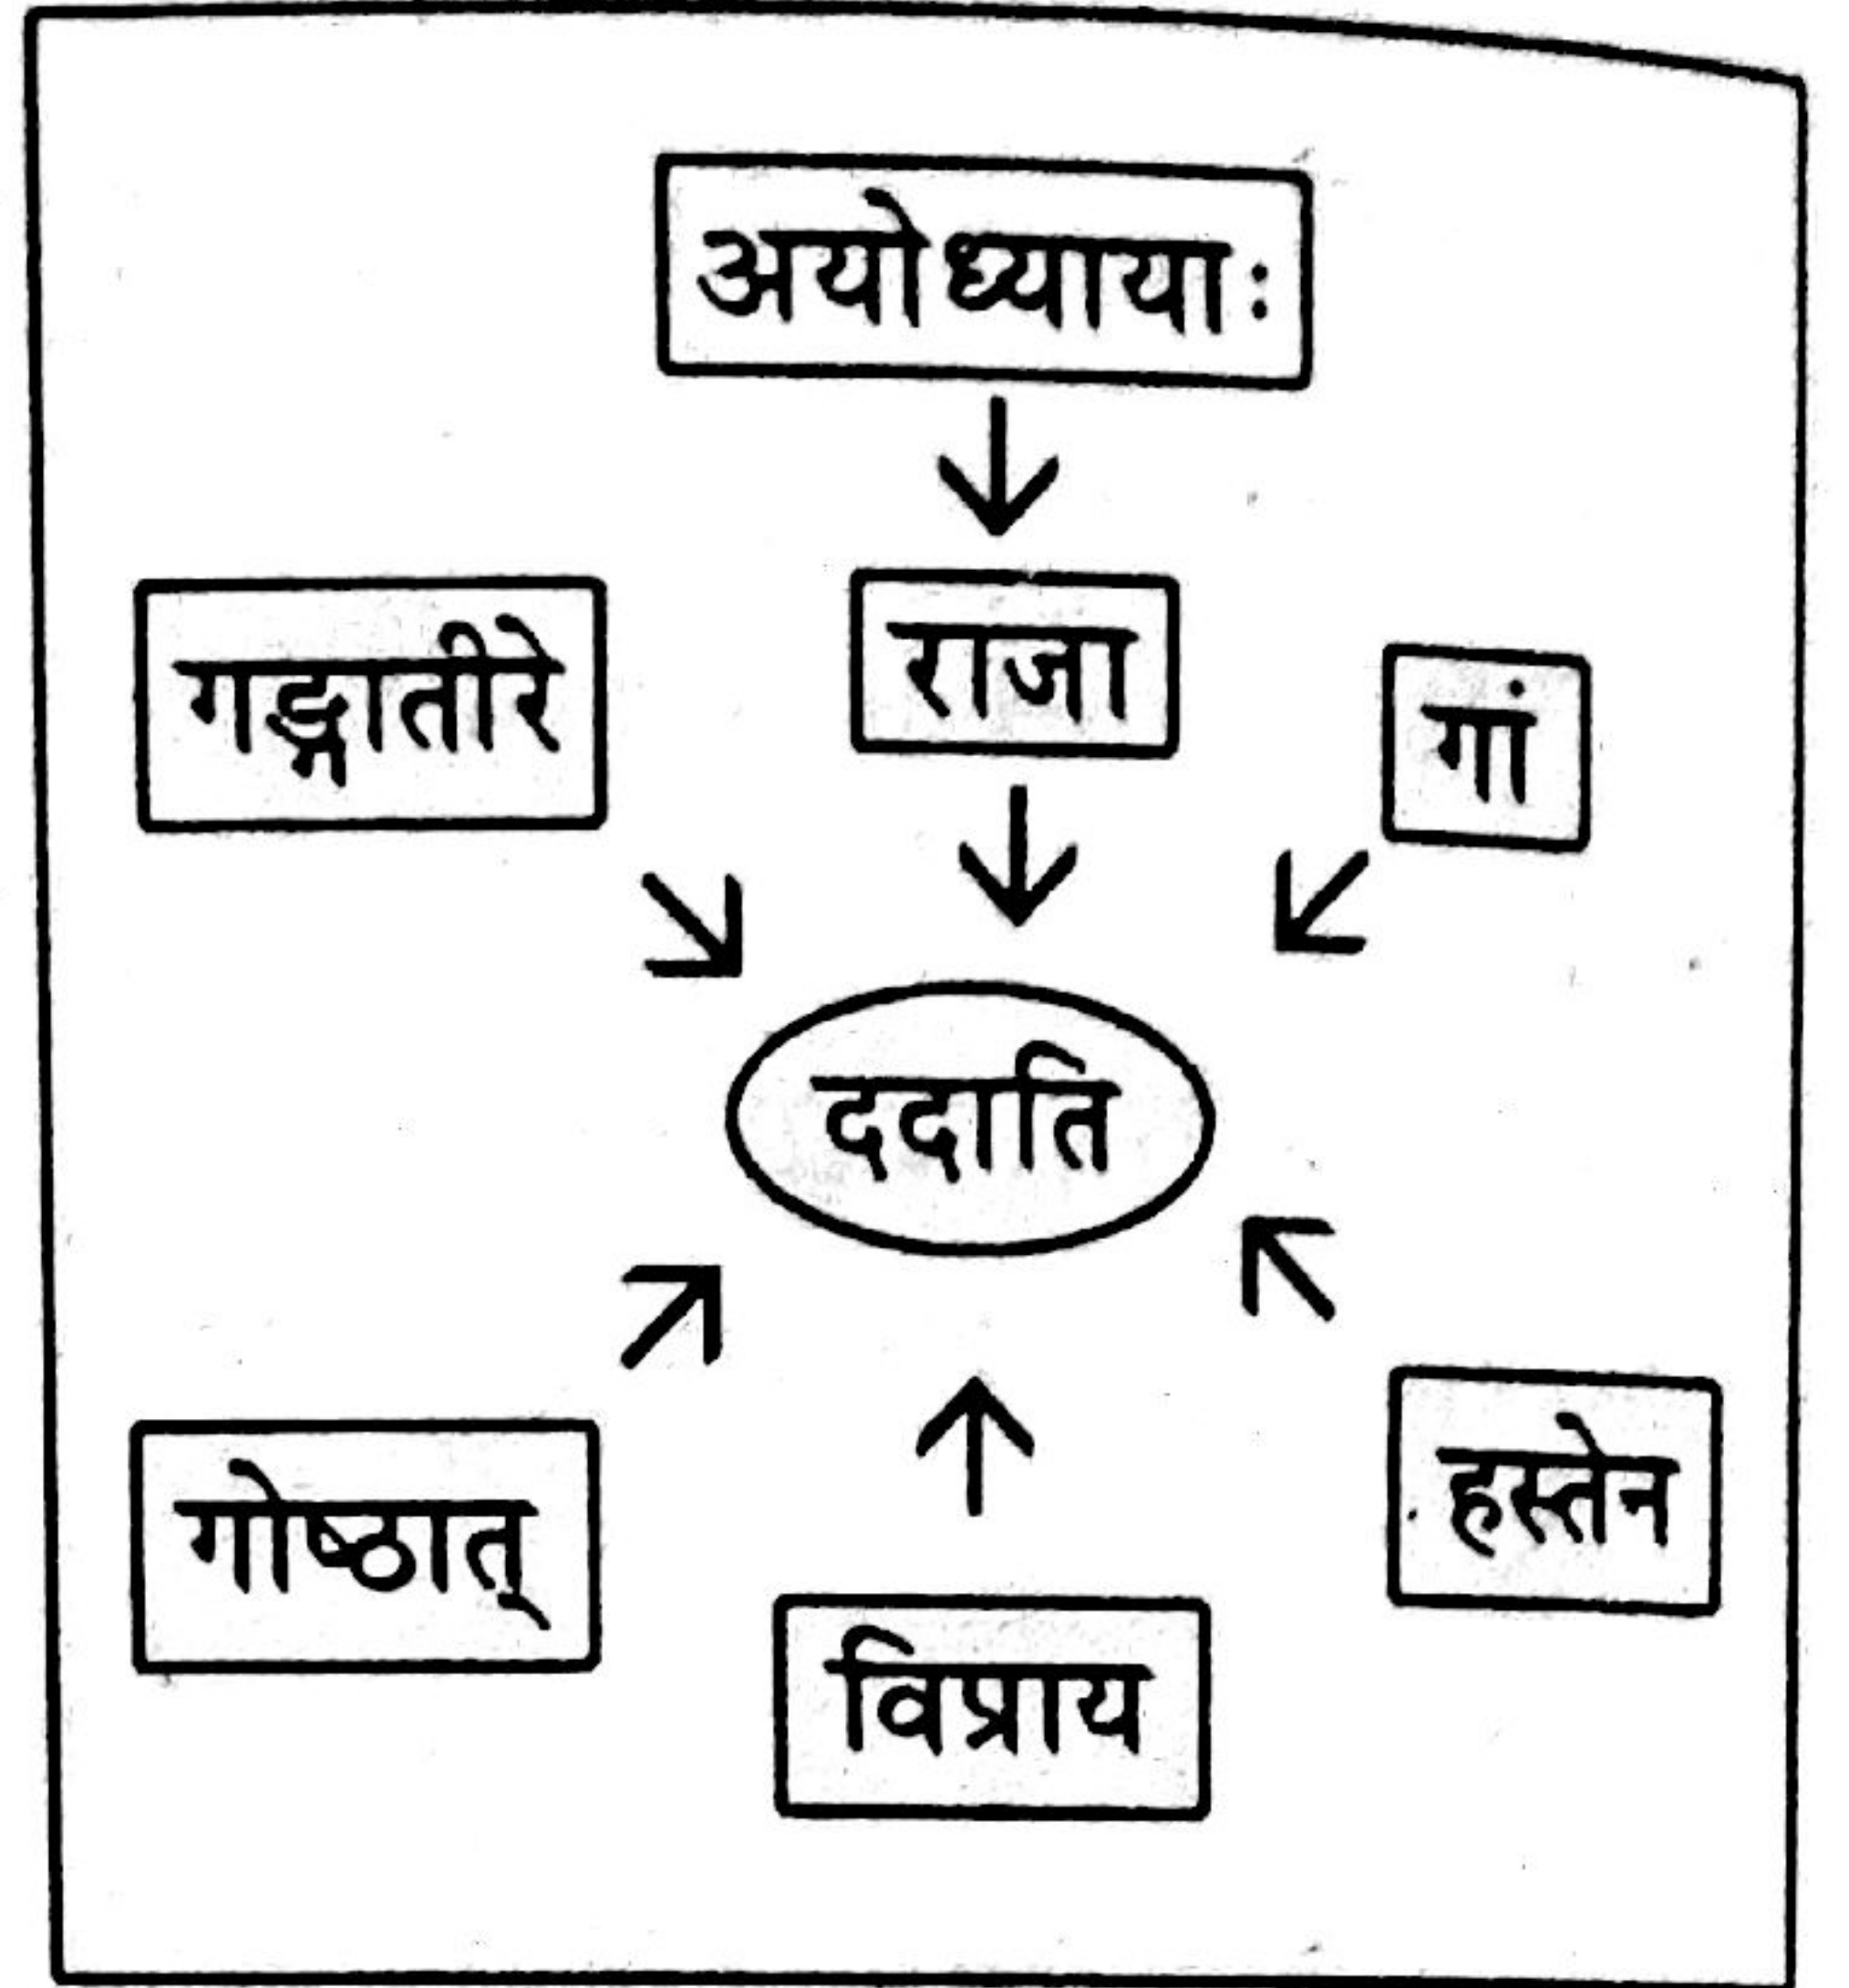 अयोध्यायाः
गङ्गातीरे
राजा
गां
ददाति
गोष्ठात्
हस्तेन
विप्राय